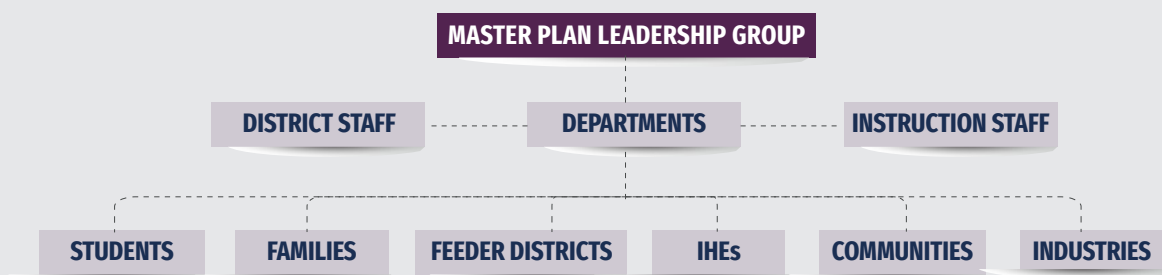 MASTER PLAN LEADERSHIP GROUP
DISTRICT STAFF
DEPARTMENTS
INSTRUCTION STAFF
STUDENTS
FAMILIES
FEEDER DISTRICTS
IHEs
COMMUNITIES
INDUSTRIES